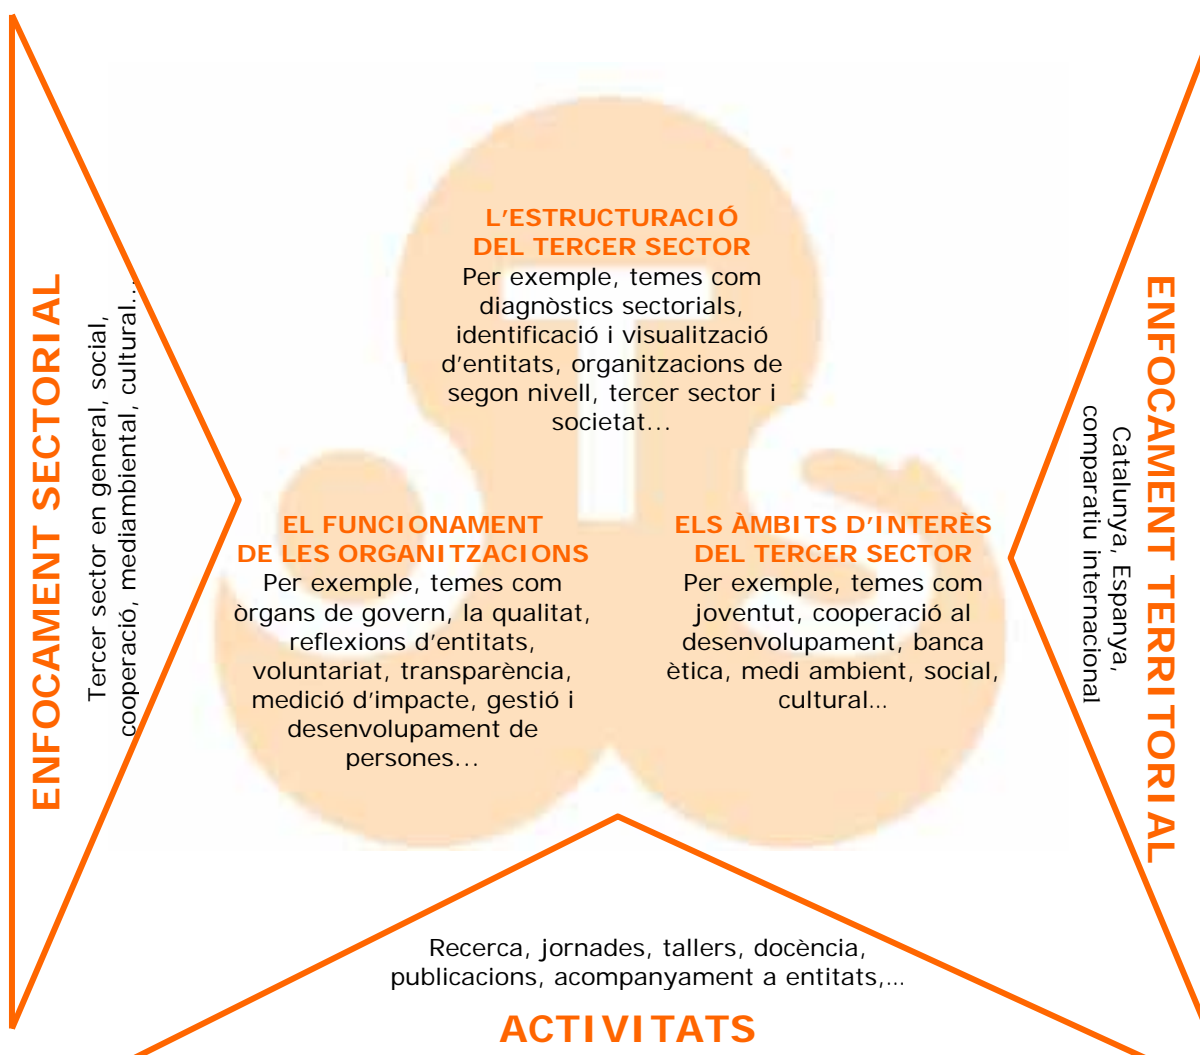 L'ESTRUCTURACIÓ
DEL TERCER SECTOR
Per exemple, temes com
diagnòstics sectorials,
identificació i visualització
d'entitats, organitzacions de
segon nivell, tercer sector i
societat...
EL FUNCIONAMENT
DE LES ORGANITZACIONS
Per exemple, temes com
òrgans de govern, la qualitat,
reflexions d'entitats,
voluntariat, transparència,
medició d'impacte, gestió i
desenvolupament de
persones...
ELS ÀMBITS D'INTERÈS
DEL TERCER SECTOR
Per exemple, temes com
joventut, cooperació al
desenvolupament, banca
ètica, medi ambient, social,
cultural...
ENFOCAMENT SECTORIAL
Tercer sector en general, social,
cooperació, mediambiental, cultural...
ENFOCAMENT TERRITORIAL
Catalunya, Espanya,
comparatiu internacional
Recerca, jornades, tallers, docència,
publicacions, acompanyament a entitats,...
ACTIVITATS